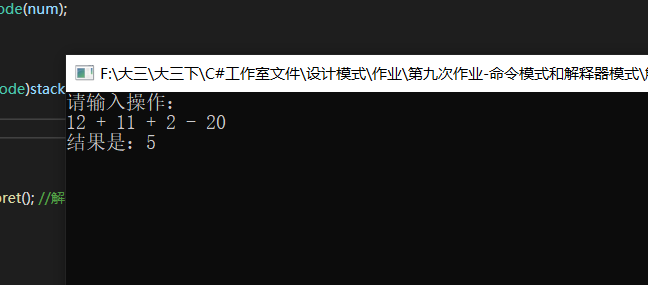 ode(num);
F:\大三\大三下\C#工作室文件\设计模式\作业\第九次作业-命令模式和解释器模式\
ode)stack
请输入操作：
12 + 11 + 2 - 20
结果是：5
ret(); //解